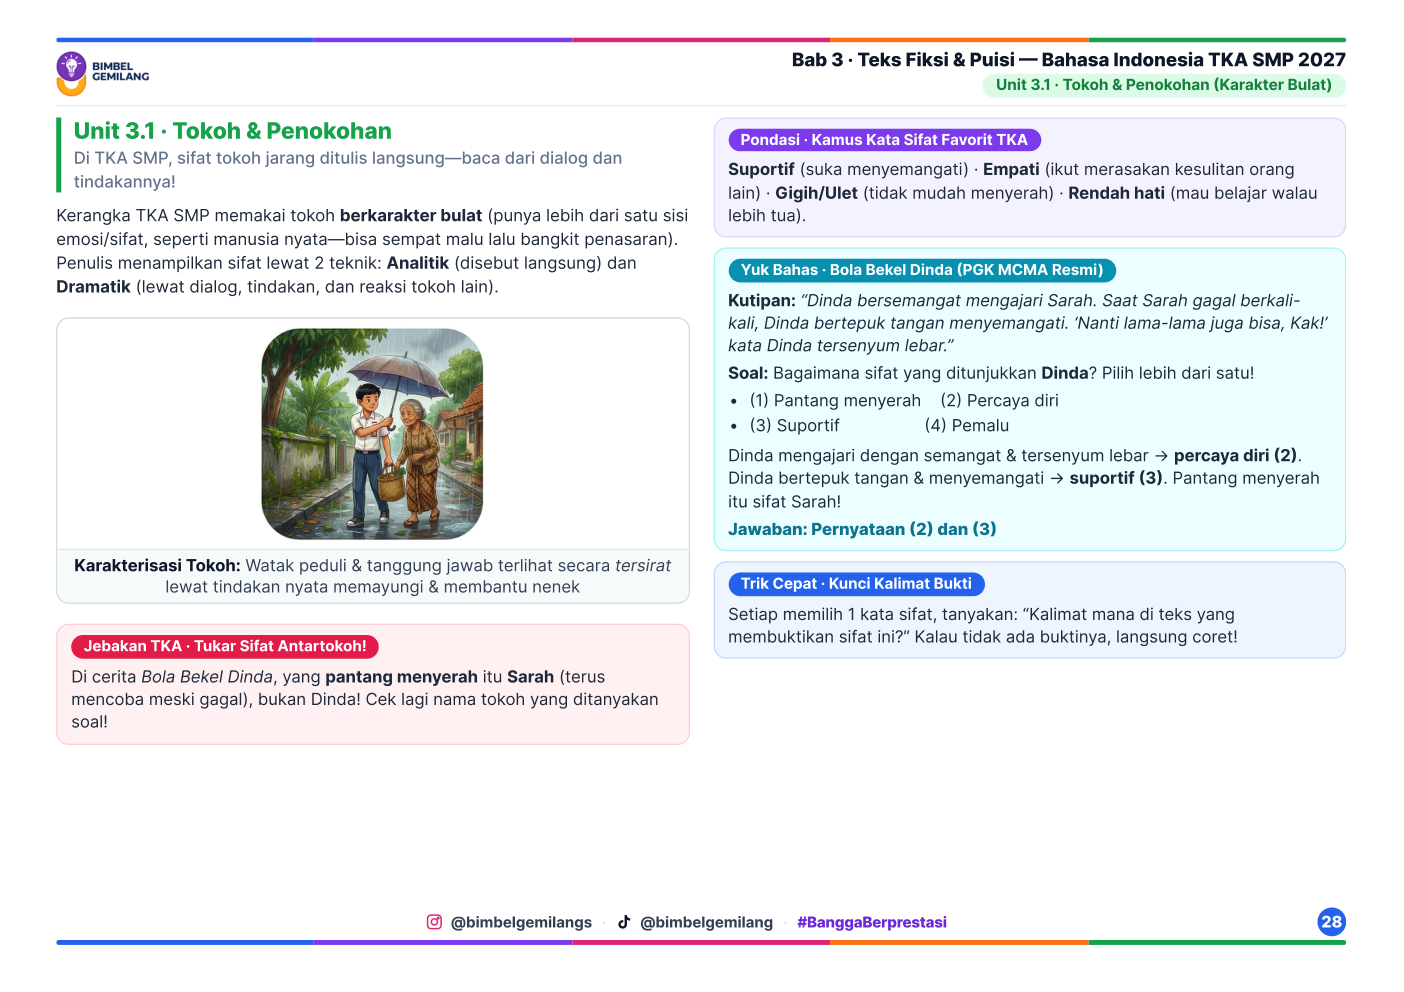 BIMBEL
GEMILANG
Bab 3 · Teks Fiksi & Puisi — Bahasa Indonesia TKA SMP 2027
Unit 3.1 · Tokoh & Penokohan (Karakter Bulat)
Unit 3.1 · Tokoh & Penokohan
Di TKA SMP, sifat tokoh jarang ditulis langsung—baca dari dialog dan
tindakannya!
Kerangka TKA SMP memakai tokoh berkarakter bulat (punya lebih dari satu sisi
emosi/sifat, seperti manusia nyata—bisa sempat malu lalu bangkit penasaran).
Penulis menampilkan sifat lewat 2 teknik: Analitik (disebut langsung) dan
Dramatik (lewat dialog, tindakan, dan reaksi tokoh lain).
Karakterisasi Tokoh: Watak peduli & tanggung jawab terlihat secara tersirat
lewat tindakan nyata memayungi & membantu nenek
Jebakan TKA · Tukar Sifat Antartokoh!
Di cerita Bola Bekel Dinda, yang pantang menyerah itu Sarah (terus
mencoba meski gagal), bukan Dinda! Cek lagi nama tokoh yang ditanyakan
soal!
Pondasi · Kamus Kata Sifat Favorit TKA
Suportif (suka menyemangati) · Empati (ikut merasakan kesulitan orang
lain) · Gigih/Ulet (tidak mudah menyerah) · Rendah hati (mau belajar walau
lebih tua).
Yuk Bahas · Bola Bekel Dinda (PGK MCMA Resmi)
Kutipan: “Dinda bersemangat mengajari Sarah. Saat Sarah gagal berkali-
kali, Dinda bertepuk tangan menyemangati. ‘Nanti lama-lama juga bisa, Kak!’
kata Dinda tersenyum lebar.”
Soal: Bagaimana sifat yang ditunjukkan Dinda? Pilih lebih dari satu!
• (1) Pantang menyerah (2) Percaya diri
• (3) Suportif (4) Pemalu
Dinda mengajari dengan semangat & tersenyum lebar → percaya diri (2).
Dinda bertepuk tangan & menyemangati → suportif (3). Pantang menyerah
itu sifat Sarah!
Jawaban: Pernyataan (2) dan (3)
Trik Cepat · Kunci Kalimat Bukti
Setiap memilih 1 kata sifat, tanyakan: “Kalimat mana di teks yang
membuktikan sifat ini?” Kalau tidak ada buktinya, langsung coret!
@bimbelgemilangs · @bimbelgemilang · #BanggaBerprestasi
28